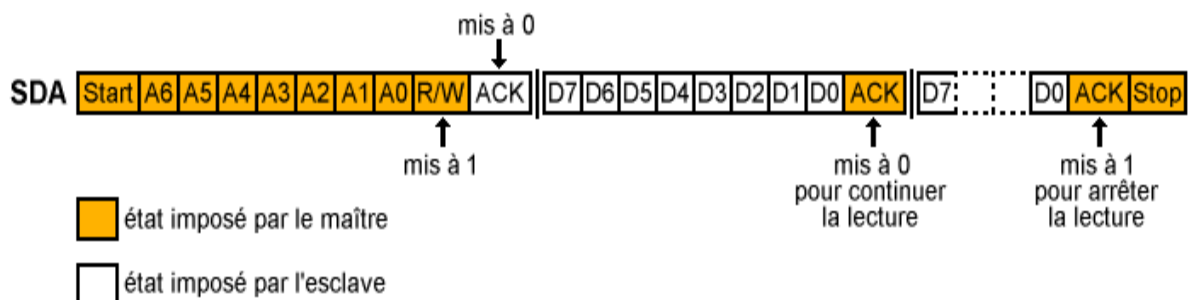 mis à 0
SDA Start A6 A5 A4 A3 A2 A1 A0 R/W ACK D7 D6 D5 D4 D3 D2 D1 D0 ACK D7 D0 ACK Stop
mis à 1
mis à 0
pour continuer
la lecture
mis à 1
pour arrêter
la lecture
état imposé par le maître
état imposé par l'esclave